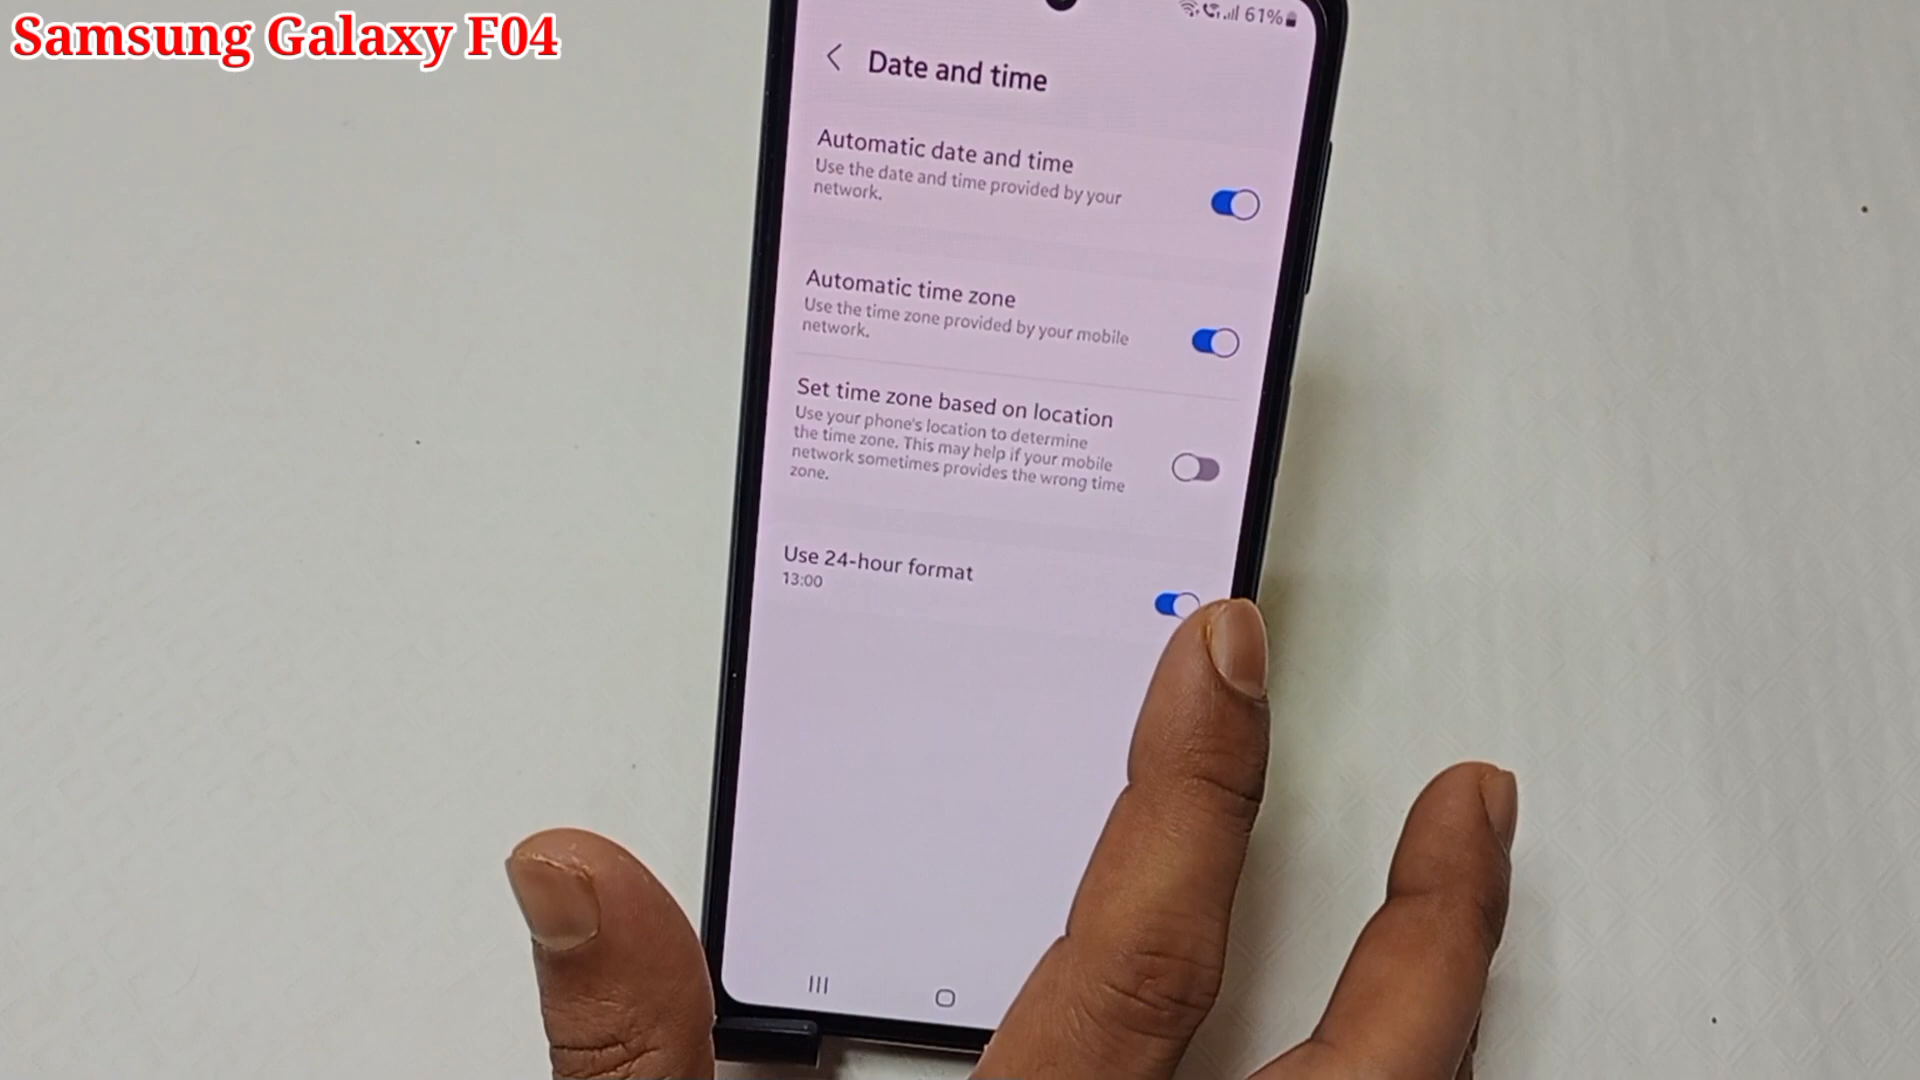 Samsung Galaxy F04
61%
Date and time
Automatic date and time
Use the date and time provided by your
network.
Automatic time zone
Use the time zone provided by your mobile
network.
Set time zone based on location
Use your phone's location to determine
the time zone. This may help if your mobile
network sometimes provides the wrong time
zone.
Use 24-hour format
13:00